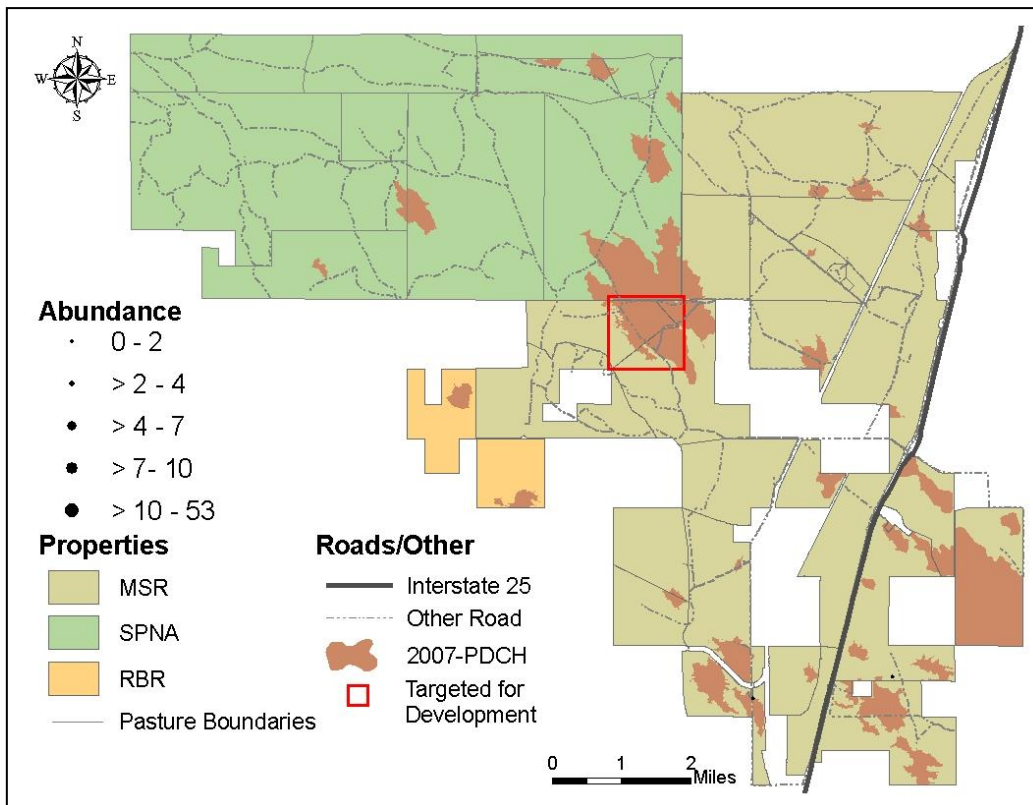 N
W E
S
Abundance
0 - 2
> 2 - 4
> 4 - 7
> 7- 10
> 10 - 53
Properties
MSR
SPNA
RBR
Pasture Boundaries
Roads/Other
Interstate 25
Other Road
2007-PDCH
Targeted for
Development
0 1 2
Miles